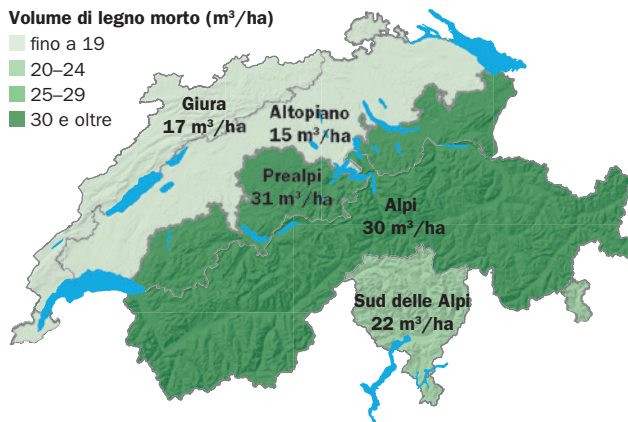 Volume di legno morto (m³/ha)
fino a 19
20–24
25–29
30 e oltre
Giura
17 m³/ha
Altopiano
15 m³/ha
Prealpi
31 m³/ha
Alpi
30 m³/ha
Sud delle Alpi
22 m³/ha